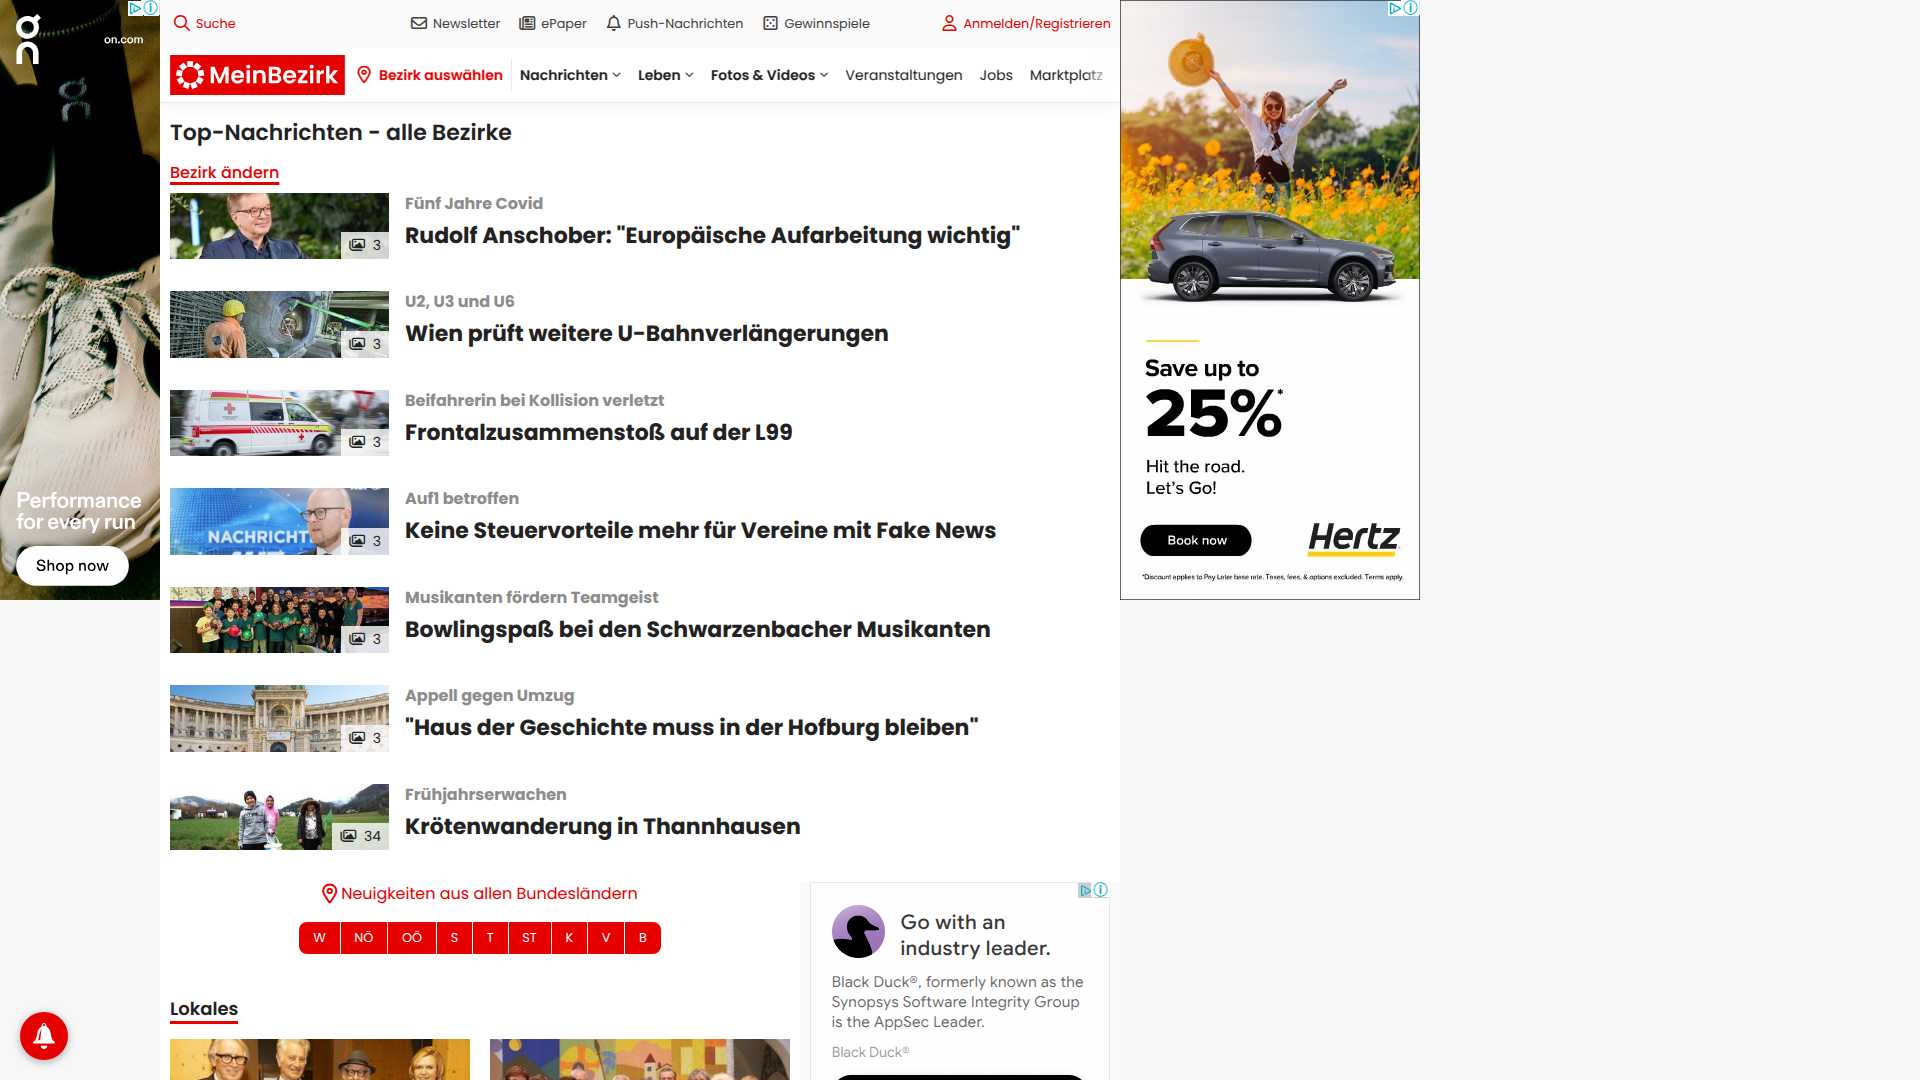 on.com
Performance
for every run
Shop now
Suche
Newsletter
ePaper
Push-Nachrichten
Gewinnspiele
Anmelden/Registrieren
MeinBezirk
Bezirk auswählen
Nachrichten
Leben
Fotos & Videos
Veranstaltungen
Jobs
Marktplatz
Top-Nachrichten - alle Bezirke
Bezirk ändern
3
Fünf Jahre Covid
Rudolf Anschober: "Europäische Aufarbeitung wichtig"
3
U2, U3 und U6
Wien prüft weitere U-Bahnverlängerungen
3
Beifahrerin bei Kollision verletzt
Frontalzusammenstoß auf der L99
NACHRICHT
3
Auf1 betroffen
Keine Steuervorteile mehr für Vereine mit Fake News
3
Musikanten fördern Teamgeist
Bowlingspaß bei den Schwarzenbacher Musikanten
3
Appell gegen Umzug
"Haus der Geschichte muss in der Hofburg bleiben"
34
Frühjahrserwachen
Krötenwanderung in Thannhausen
Neuigkeiten aus allen Bundesländern
W NÖ OÖ S T ST K V B
Lokales
Go with an
industry leader.
Black Duck®, formerly known as the
Synopsys Software Integrity Group
is the AppSec Leader.
Black Duck®
Save up to
25%*
Hit the road.
Let's Go!
Book now
Hertz
*Discount applies to Pay Later base rate. Taxes, fees, & options excluded. Terms apply.